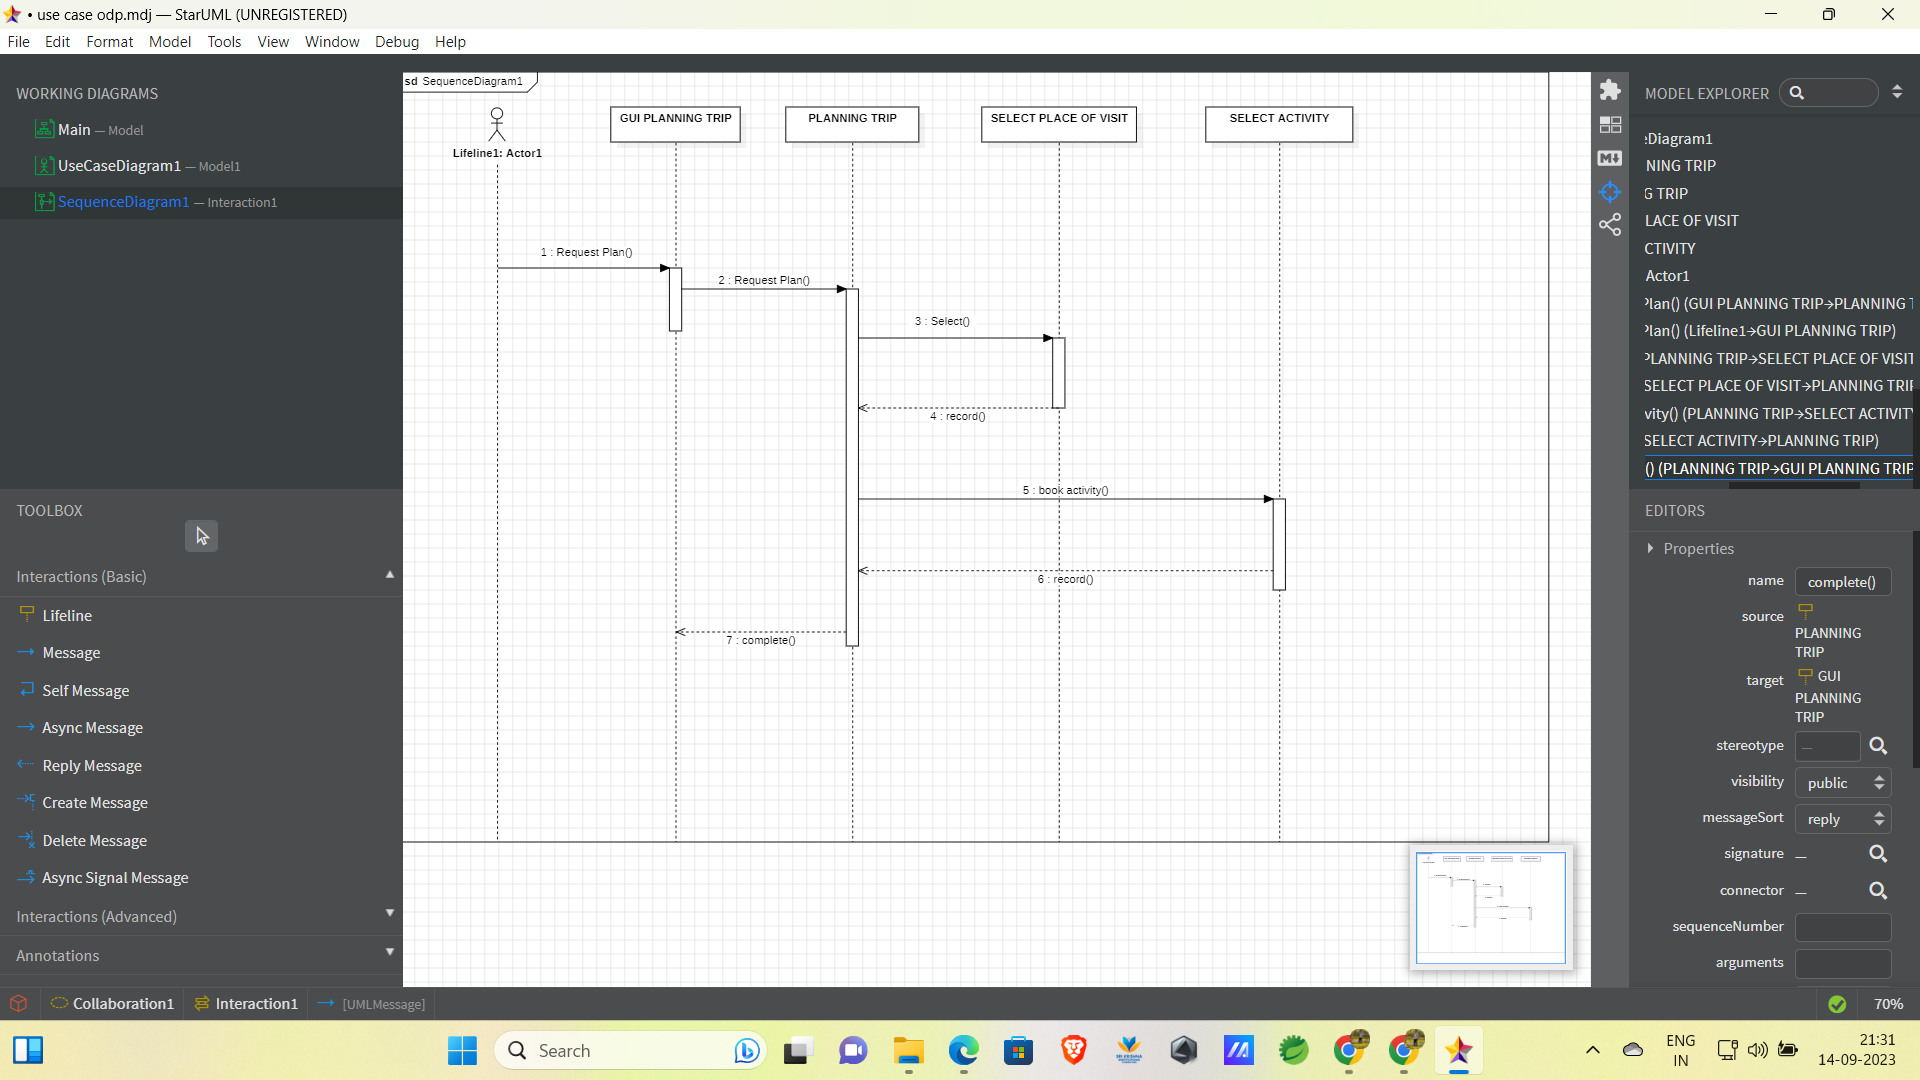 • use case odp.mdj — StarUML (UNREGISTERED)
File Edit Format Model Tools View Window Debug Help
WORKING DIAGRAMS
Main — Model
UseCaseDiagram1 — Model1
SequenceDiagram1 — Interaction1
TOOLBOX
Interactions (Basic)
Lifeline
Message
Self Message
Async Message
Reply Message
Create Message
Delete Message
Async Signal Message
Interactions (Advanced)
Annotations
sd SequenceDiagram1
Lifeline1: Actor1
GUI PLANNING TRIP
PLANNING TRIP
SELECT PLACE OF VISIT
SELECT ACTIVITY
1 : Request Plan()
2 : Request Plan()
3 : Select()
4 : record()
5 : book activity()
6 : record()
7 : complete()
MODEL EXPLORER
eDiagram1
NING TRIP
G TRIP
LACE OF VISIT
CTIVITY
Actor1
Plan() (GUI PLANNING TRIP→PLANNING T
Plan() (Lifeline1→GUI PLANNING TRIP)
PLANNING TRIP→SELECT PLACE OF VISIT
SELECT PLACE OF VISIT→PLANNING TRIP
vity() (PLANNING TRIP→SELECT ACTIVITY
SELECT ACTIVITY→PLANNING TRIP)
() (PLANNING TRIP→GUI PLANNING TRIP
EDITORS
Properties
name complete()
source PLANNING
TRIP
target GUI
PLANNING
TRIP
stereotype —
visibility public
messageSort reply
signature —
connector —
sequenceNumber
arguments
Collaboration1 Interaction1 [UMLMessage]
70%
Search
ENG
IN
21:31
14-09-2023